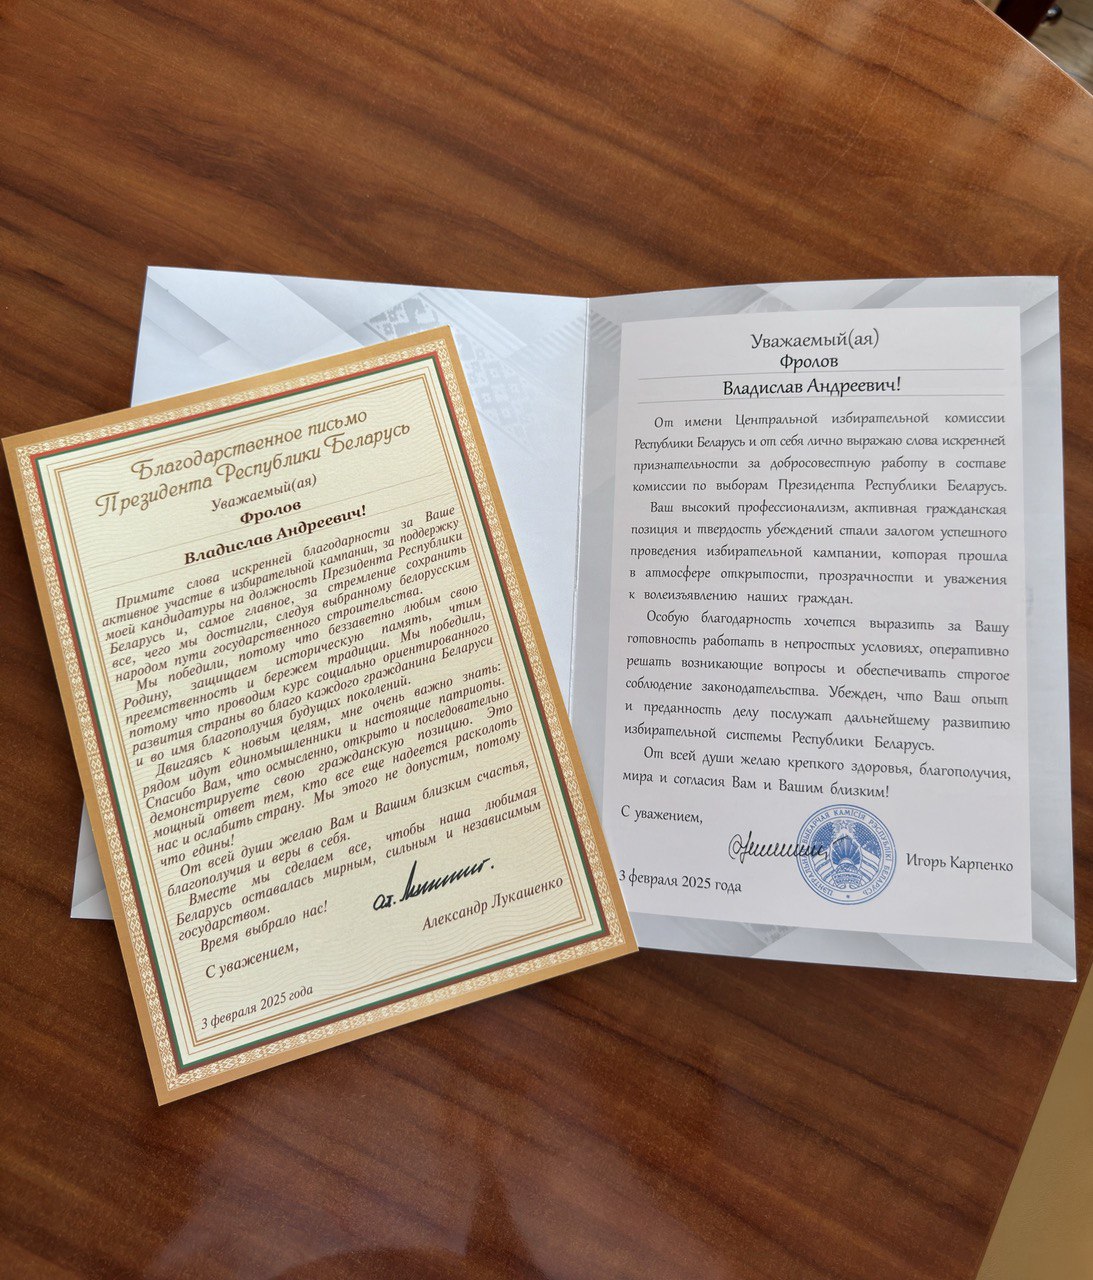 Благодарственное письмо
Президента Республики Беларусь
Уважаемый(ая)
Фролов
Владислав Андреевич!
Примите слова искренней благодарности за Ваше
активное участие в избирательной кампании, за поддержку
моей кандидатуры на должность Президента Республики
Беларусь и, самое главное, за стремление сохранить
все, чего мы достигли, следуя выбранному белорусским
народом пути государственного строительства.
Мы победили, потому что беззаветно любим свою
Родину, защищаем историческую память, чтим
преемственность и бережем традиции. Мы победили,
потому что проводим курс социально ориентированного
развития страны во благо каждого гражданина Беларуси
и во имя благополучия будущих поколений.
Двигаясь к новым целям, мне очень важно знать:
рядом идут единомышленники и настоящие патриоты.
Спасибо Вам, что осмысленно, открыто и последовательно
демонстрируете свою гражданскую позицию. Это
мощный ответ тем, кто все еще надеется расколоть
нас и ослабить страну. Мы этого не допустим, потому
что едины!
От всей души желаю Вам и Вашим близким счастья,
благополучия и веры в себя.
Вместе мы сделаем все, чтобы наша любимая
Беларусь оставалась мирным, сильным и независимым
государством.
Время выбрало нас!
С уважением,
Александр Лукашенко
3 февраля 2025 года
Уважаемый(ая)
Фролов
Владислав Андреевич!
От имени Центральной избирательной комиссии
Республики Беларусь и от себя лично выражаю слова искренней
признательности за добросовестную работу в составе
комиссии по выборам Президента Республики Беларусь.
Ваш высокий профессионализм, активная гражданская
позиция и твердость убеждений стали залогом успешного
проведения избирательной кампании, которая прошла
в атмосфере открытости, прозрачности и уважения
к волеизъявлению наших граждан.
Особую благодарность хочется выразить за Вашу
готовность работать в непростых условиях, оперативно
решать возникающие вопросы и обеспечивать строгое
соблюдение законодательства. Убежден, что Ваш опыт
и преданность делу послужат дальнейшему развитию
избирательной системы Республики Беларусь.
От всей души желаю крепкого здоровья, благополучия,
мира и согласия Вам и Вашим близким!
С уважением,
Игорь Карпенко
3 февраля 2025 года